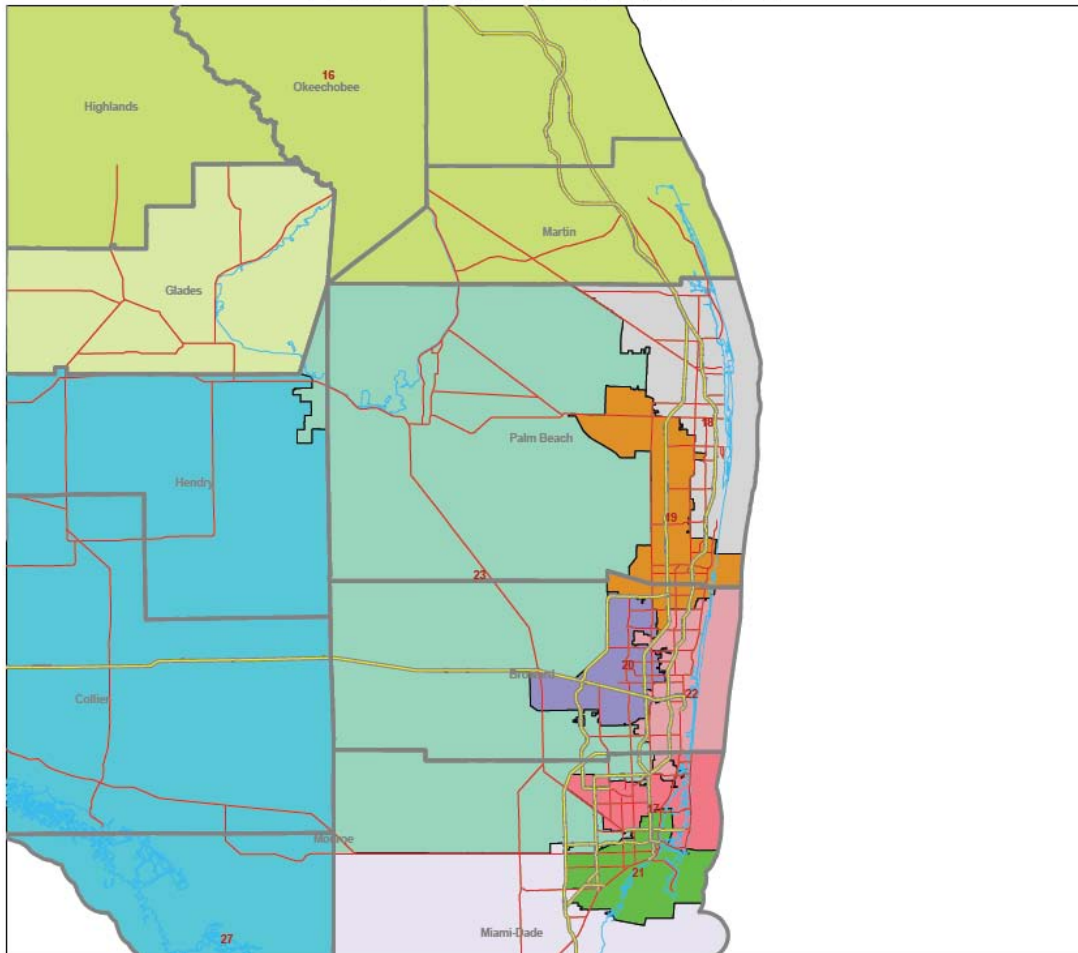 16
Okeechobee
Highlands
Martin
Glades
18
Palm Beach
Hendry
19
23
20
Broward
22
Collier
17
Monroe
21
Miami-Dade
27